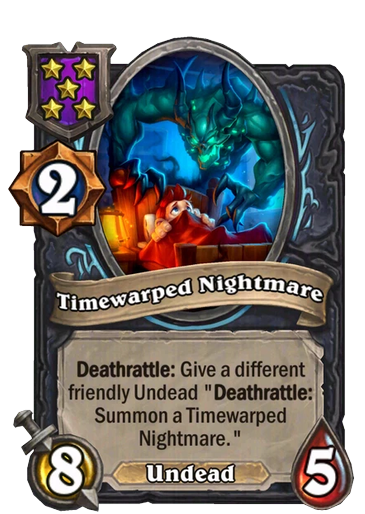 2
Timewarped Nightmare
Deathrattle: Give a different
friendly Undead "Deathrattle:
Summon a Timewarped
Nightmare."
8
Undead
5